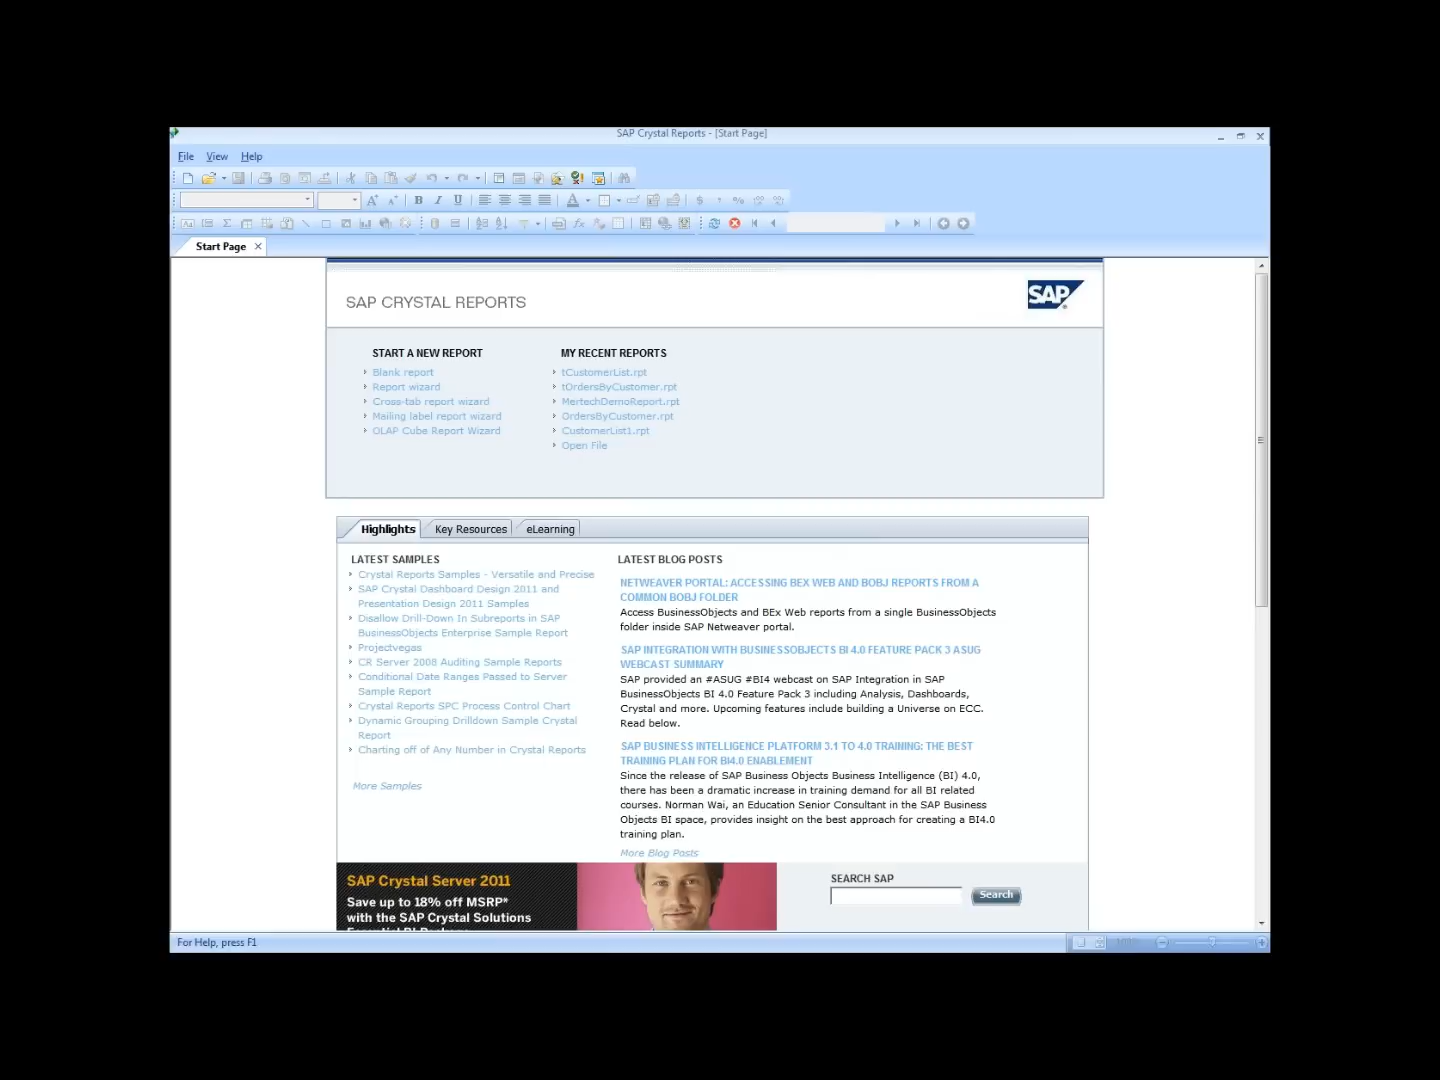 SAP Crystal Reports - [Start Page]
File View Help
B I U
Start Page
SAP CRYSTAL REPORTS
SAP
START A NEW REPORT
Blank report
Report wizard
Cross-tab report wizard
Mailing label report wizard
OLAP Cube Report Wizard
MY RECENT REPORTS
tCustomerList.rpt
tOrdersByCustomer.rpt
MertechDemoReport.rpt
OrdersByCustomer.rpt
CustomerList1.rpt
Open File
Highlights Key Resources eLearning
LATEST SAMPLES
Crystal Reports Samples - Versatile and Precise
SAP Crystal Dashboard Design 2011 and
Presentation Design 2011 Samples
Disallow Drill-Down In Subreports in SAP
BusinessObjects Enterprise Sample Report
Projectvegas
CR Server 2008 Auditing Sample Reports
Conditional Date Ranges Passed to Server
Sample Report
Crystal Reports SPC Process Control Chart
Dynamic Grouping Drilldown Sample Crystal
Report
Charting off of Any Number in Crystal Reports
More Samples
LATEST BLOG POSTS
NETWEAVER PORTAL: ACCESSING BEX WEB AND BOBJ REPORTS FROM A
COMMON BOBJ FOLDER
Access BusinessObjects and BEx Web reports from a single BusinessObjects
folder inside SAP Netweaver portal.
SAP INTEGRATION WITH BUSINESSOBJECTS BI 4.0 FEATURE PACK 3 ASUG
WEBCAST SUMMARY
SAP provided an #ASUG #BI4 webcast on SAP Integration in SAP
BusinessObjects BI 4.0 Feature Pack 3 including Analysis, Dashboards,
Crystal and more. Upcoming features include building a Universe on ECC.
Read below.
SAP BUSINESS INTELLIGENCE PLATFORM 3.1 TO 4.0 TRAINING: THE BEST
TRAINING PLAN FOR BI4.0 ENABLEMENT
Since the release of SAP Business Objects Business Intelligence (BI) 4.0,
there has been a dramatic increase in training demand for all BI related
courses. Norman Wai, an Education Senior Consultant in the SAP Business
Objects BI space, provides insight on the best approach for creating a BI4.0
training plan.
More Blog Posts
SAP Crystal Server 2011
Save up to 18% off MSRP*
with the SAP Crystal Solutions
SEARCH SAP
Search
For Help, press F1